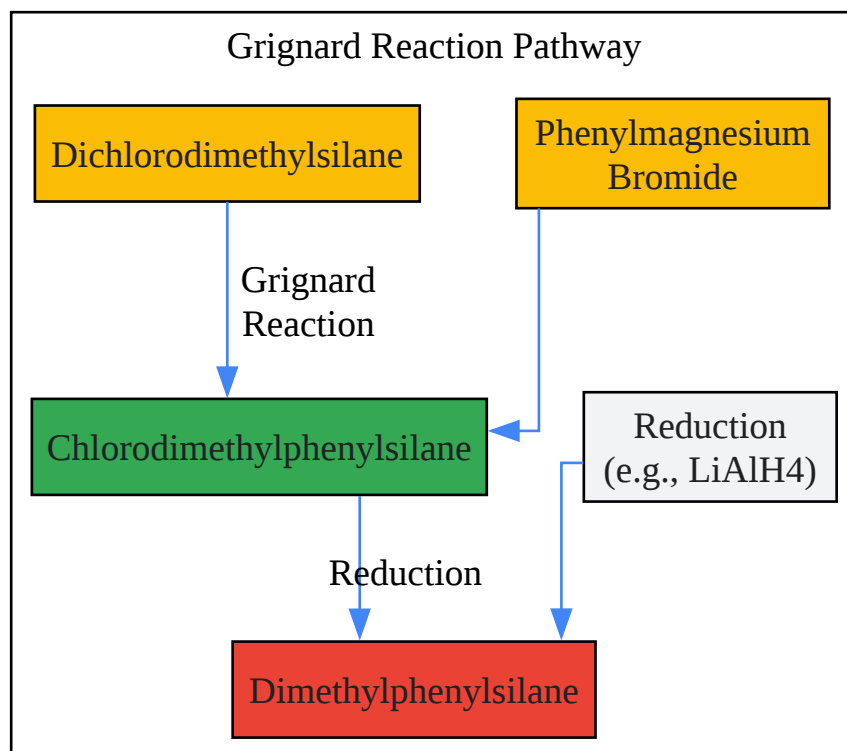 Grignard Reaction Pathway
Dichlorodimethylsilane
Phenylmagnesium
Bromide
Grignard
Reaction
Chlorodimethylphenylsilane
Reduction
(e.g., LiAlH4)
Reduction
Dimethylphenylsilane